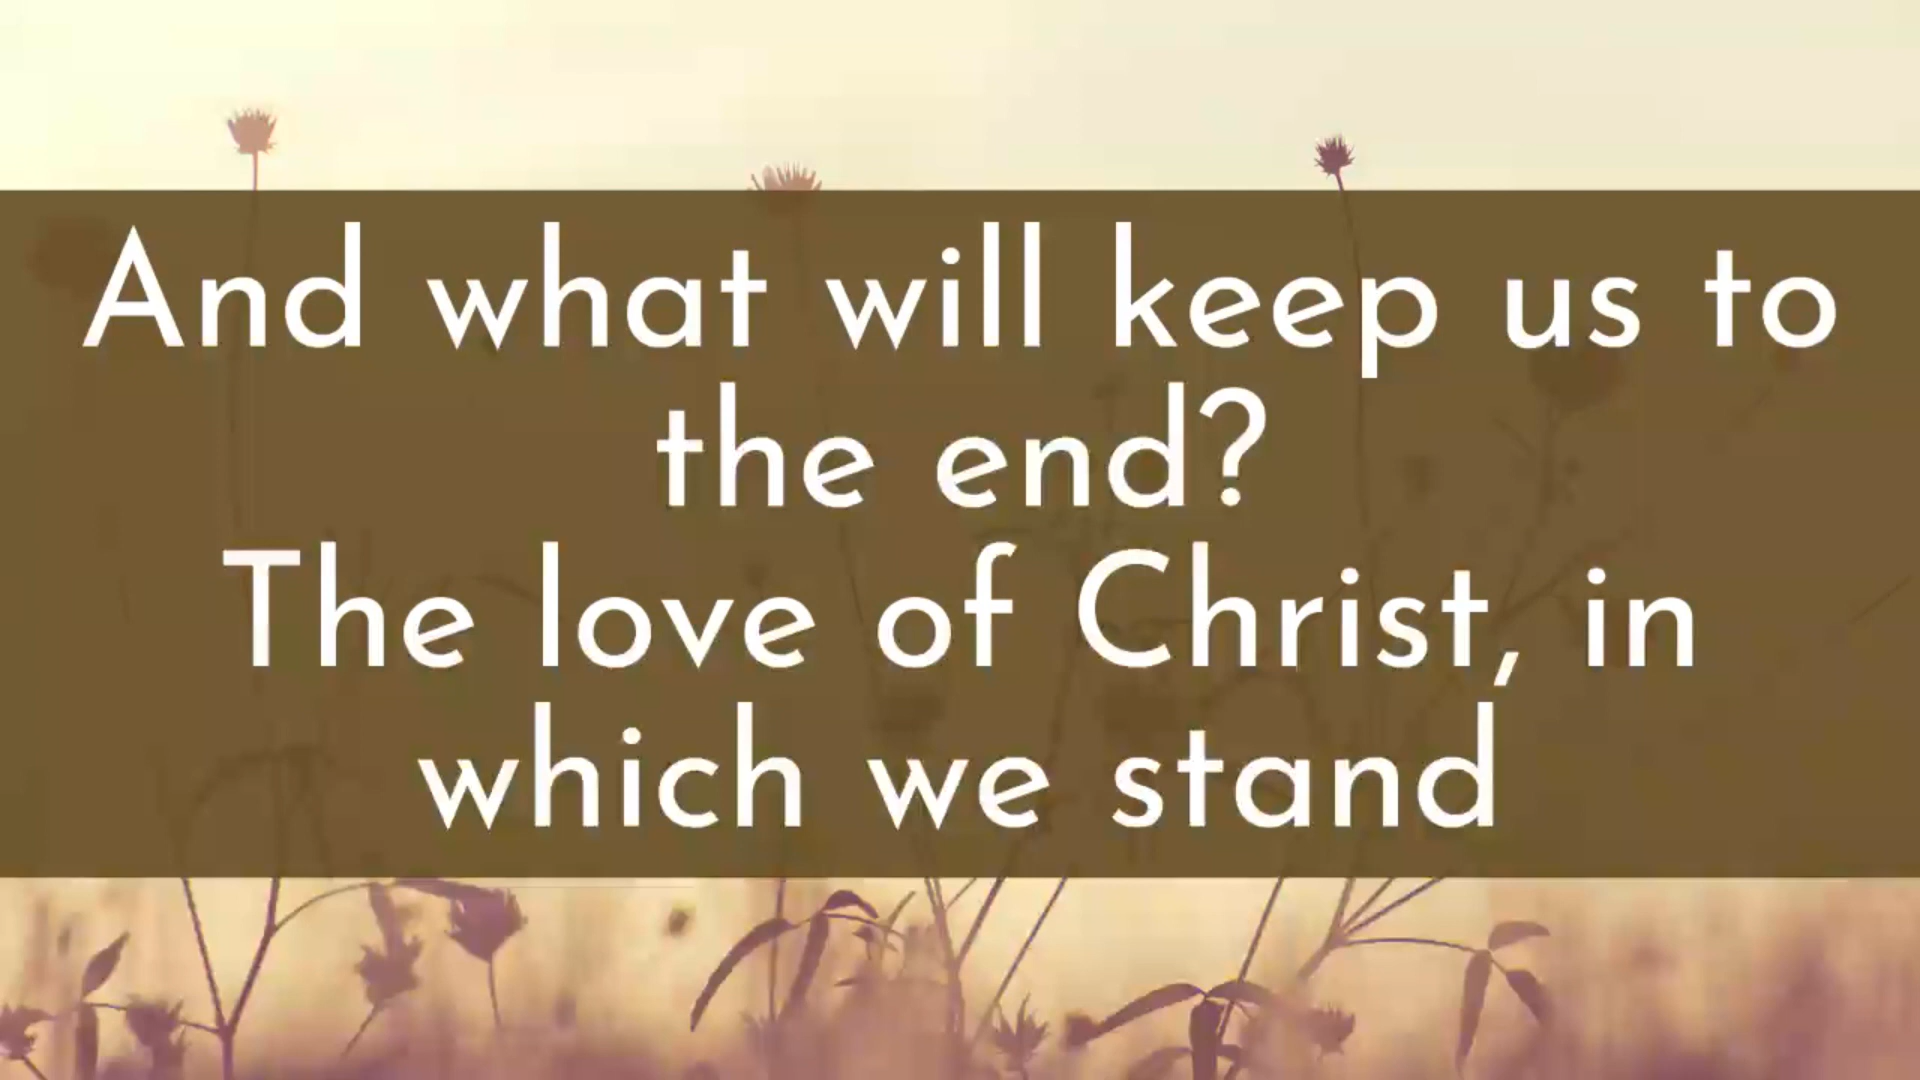 And what will keep us to
the end?
The love of Christ, in
which we stand